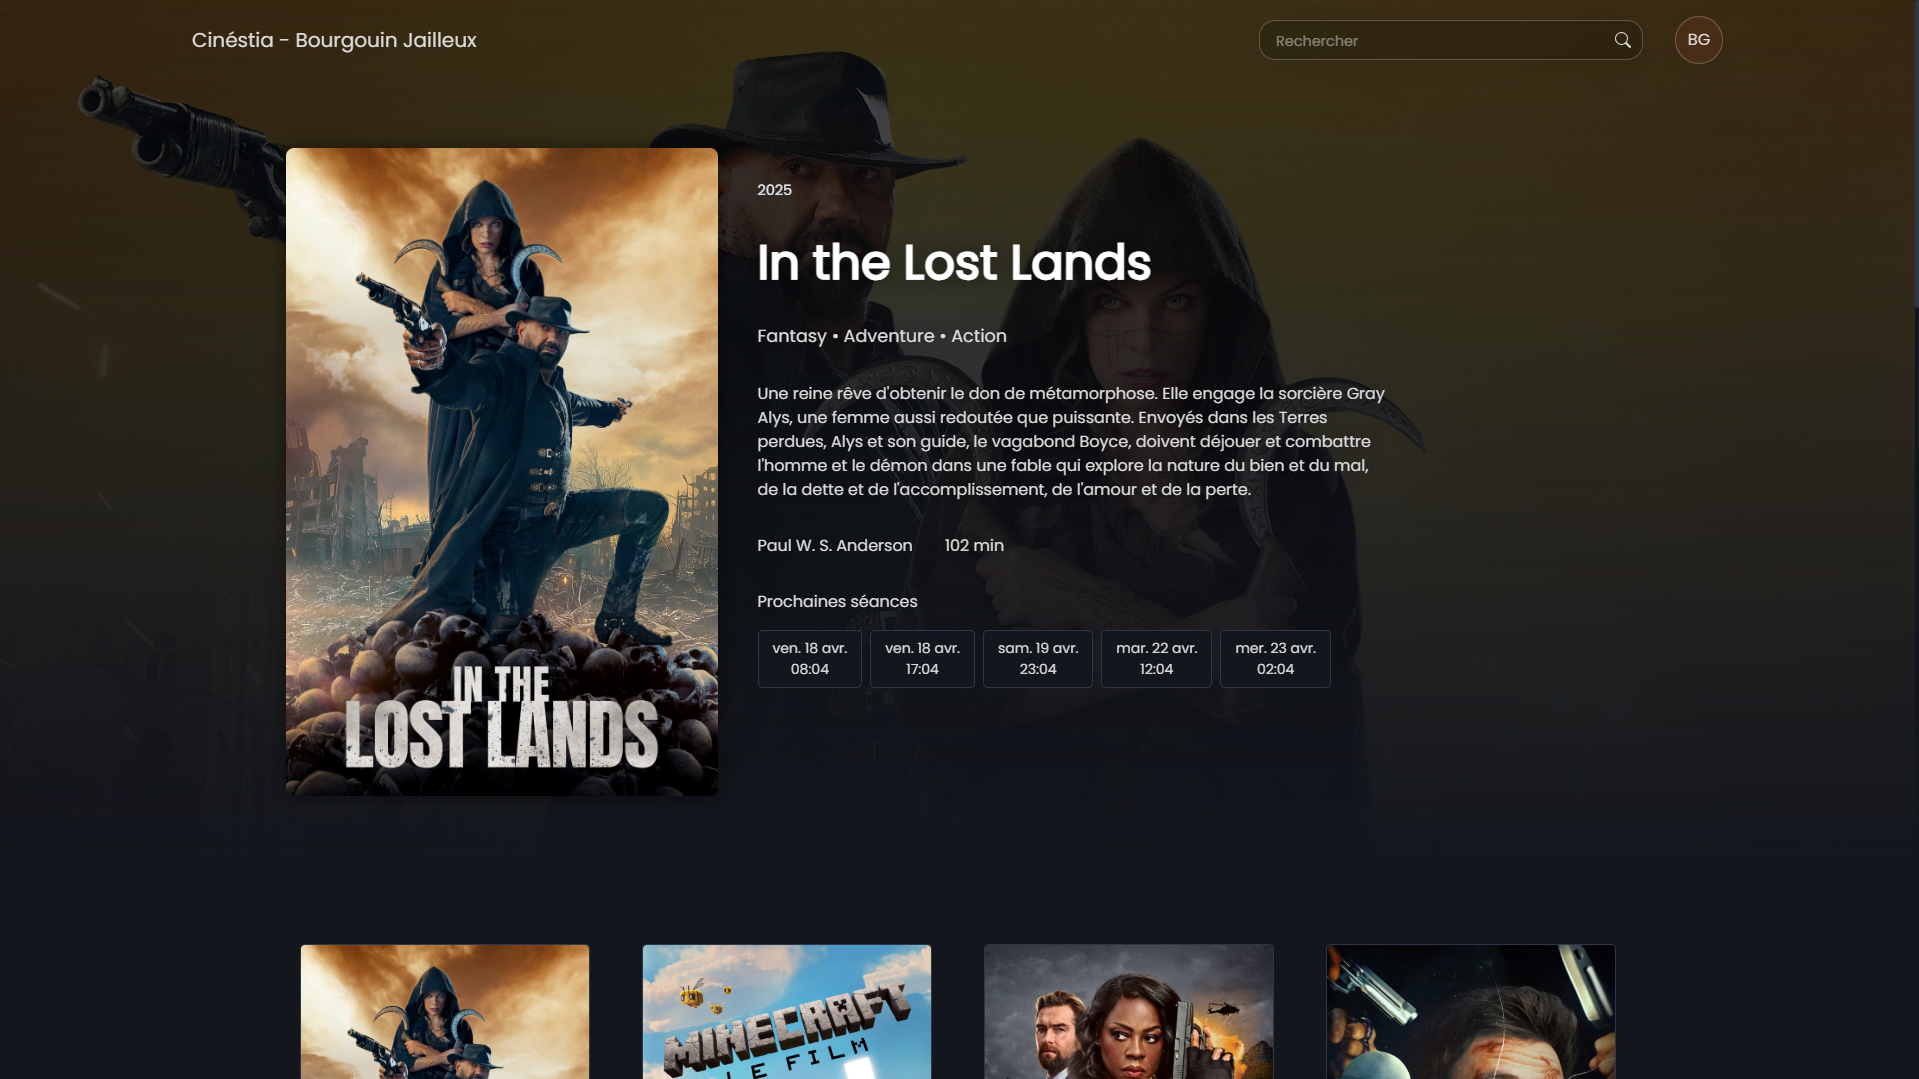 Cinéstia - Bourgouin Jailleux
Rechercher
BG
2025
In the Lost Lands
Fantasy • Adventure • Action
Une reine rêve d'obtenir le don de métamorphose. Elle engage la sorcière Gray
Alys, une femme aussi redoutée que puissante. Envoyés dans les Terres
perdues, Alys et son guide, le vagabond Boyce, doivent déjouer et combattre
l'homme et le démon dans une fable qui explore la nature du bien et du mal,
de la dette et de l'accomplissement, de l'amour et de la perte.
Paul W. S. Anderson 102 min
Prochaines séances
ven. 18 avr.
08:04
ven. 18 avr.
17:04
sam. 19 avr.
23:04
mar. 22 avr.
12:04
mer. 23 avr.
02:04
IN THE
LOST LANDS
MINECRAFT
LE FILM